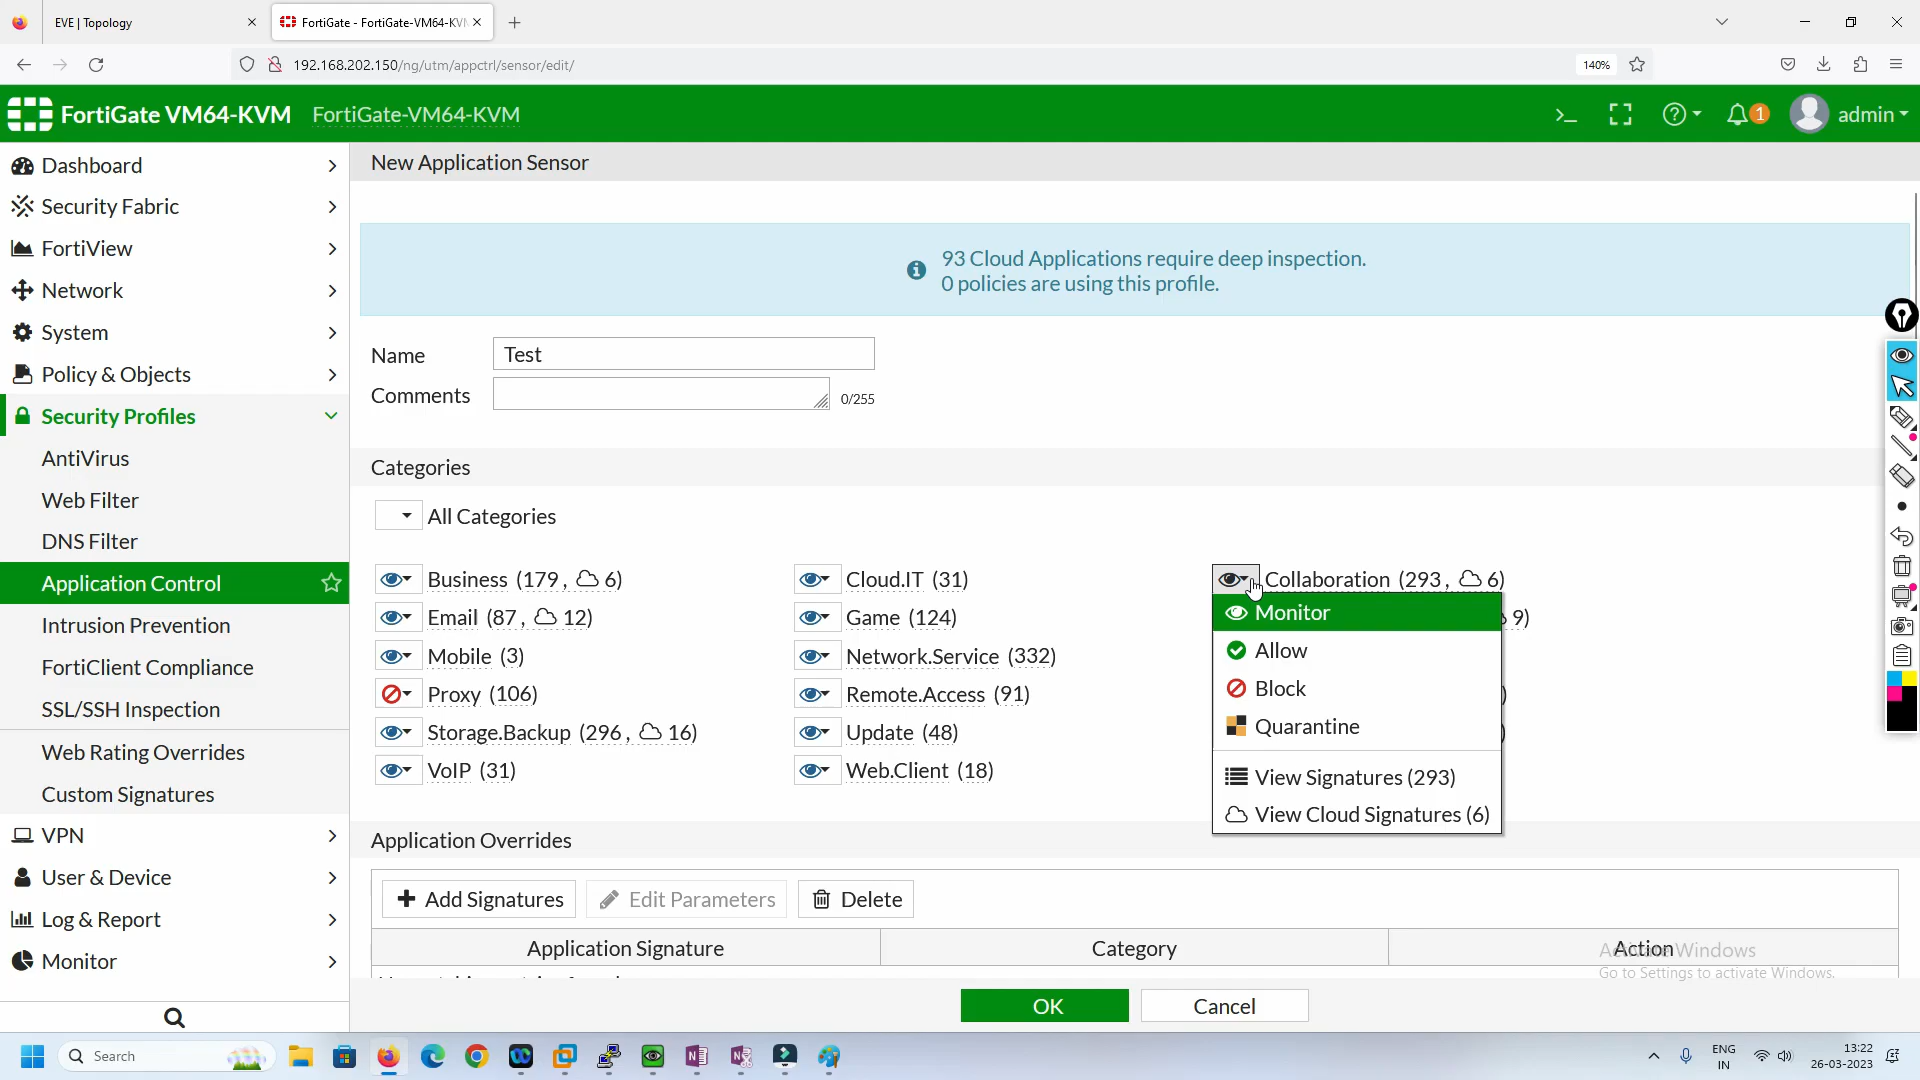 EVE | Topology
FortiGate - FortiGate-VM64-KV
192.168.202.150/ng/utm/appctrl/sensor/edit/
140%
FortiGate VM64-KVM
FortiGate-VM64-KVM
1
admin
Dashboard
Security Fabric
FortiView
Network
System
Policy & Objects
Security Profiles
AntiVirus
Web Filter
DNS Filter
Application Control
Intrusion Prevention
FortiClient Compliance
SSL/SSH Inspection
Web Rating Overrides
Custom Signatures
VPN
User & Device
Log & Report
Monitor
New Application Sensor
93 Cloud Applications require deep inspection.
0 policies are using this profile.
Name
Test
Comments
0/255
Categories
All Categories
Business (179, 6)
Cloud.IT (31)
Collaboration (293, 6)
Email (87, 12)
Game (124)
9)
Mobile (3)
Network.Service (332)
Proxy (106)
Remote.Access (91)
Storage.Backup (296, 16)
Update (48)
VoIP (31)
Web.Client (18)
Monitor
Allow
Block
Quarantine
View Signatures (293)
View Cloud Signatures (6)
Application Overrides
Add Signatures
Edit Parameters
Delete
Application Signature
Category
Action
Activate Windows
Go to Settings to activate Windows.
OK
Cancel
Search
ENG
IN
13:22
26-03-2023